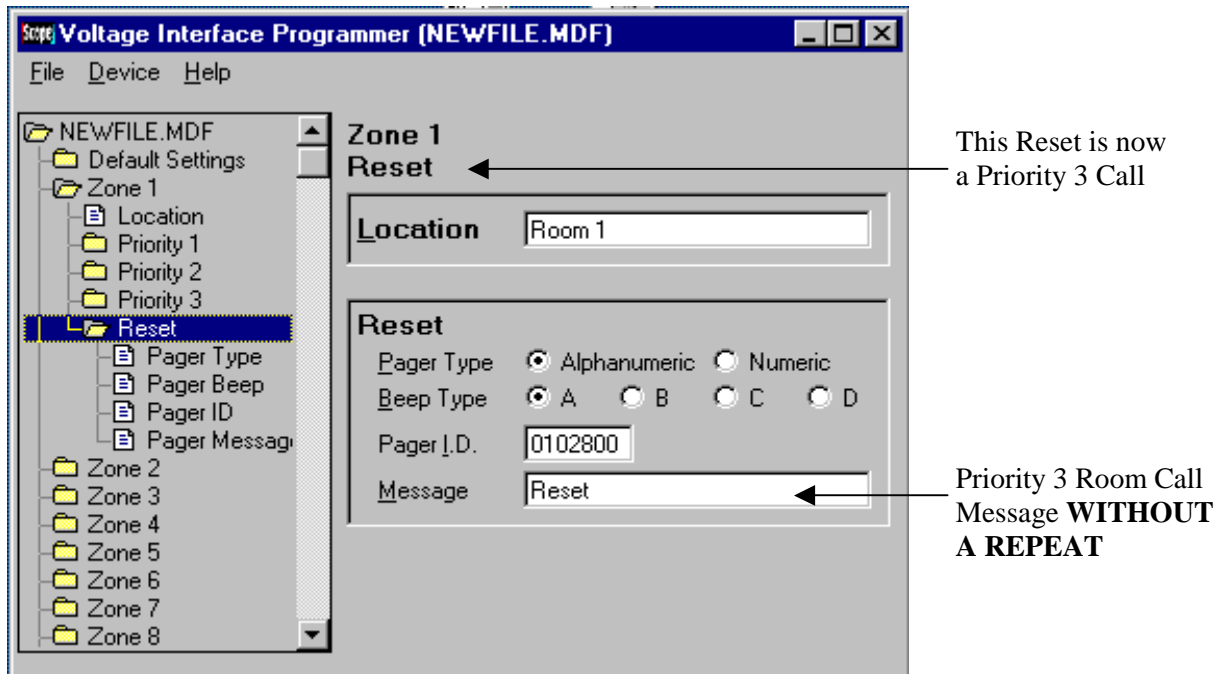 Scope Voltage Interface Programmer (NEWFILE.MDF)
File Device Help
NEWFILE.MDF
Default Settings
Zone 1
Location
Priority 1
Priority 2
Priority 3
Reset
Pager Type
Pager Beep
Pager ID
Pager Messag
Zone 2
Zone 3
Zone 4
Zone 5
Zone 6
Zone 7
Zone 8
Zone 1
Reset
Location Room 1
Reset
Pager Type Alphanumeric Numeric
Beep Type A B C D
Pager I.D. 0102800
Message Reset
This Reset is now
a Priority 3 Call
Priority 3 Room Call
Message WITHOUT
A REPEAT